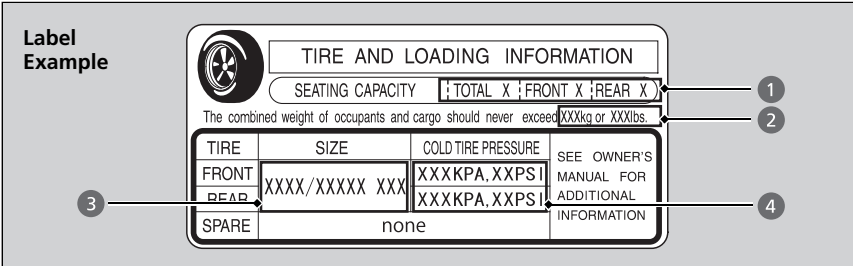 Label
Example
TIRE AND LOADING INFORMATION
SEATING CAPACITY TOTAL X FRONT X REAR X
1
The combined weight of occupants and cargo should never exceed XXXkg or XXXlbs.
2
TIRE SIZE COLD TIRE PRESSURE
SEE OWNER'S
MANUAL FOR
ADDITIONAL
INFORMATION
FRONT XXXX/XXXXX XXX XXXKPA,XXPSI
REAR XXXKPA,XXPSI
3
4
SPARE none